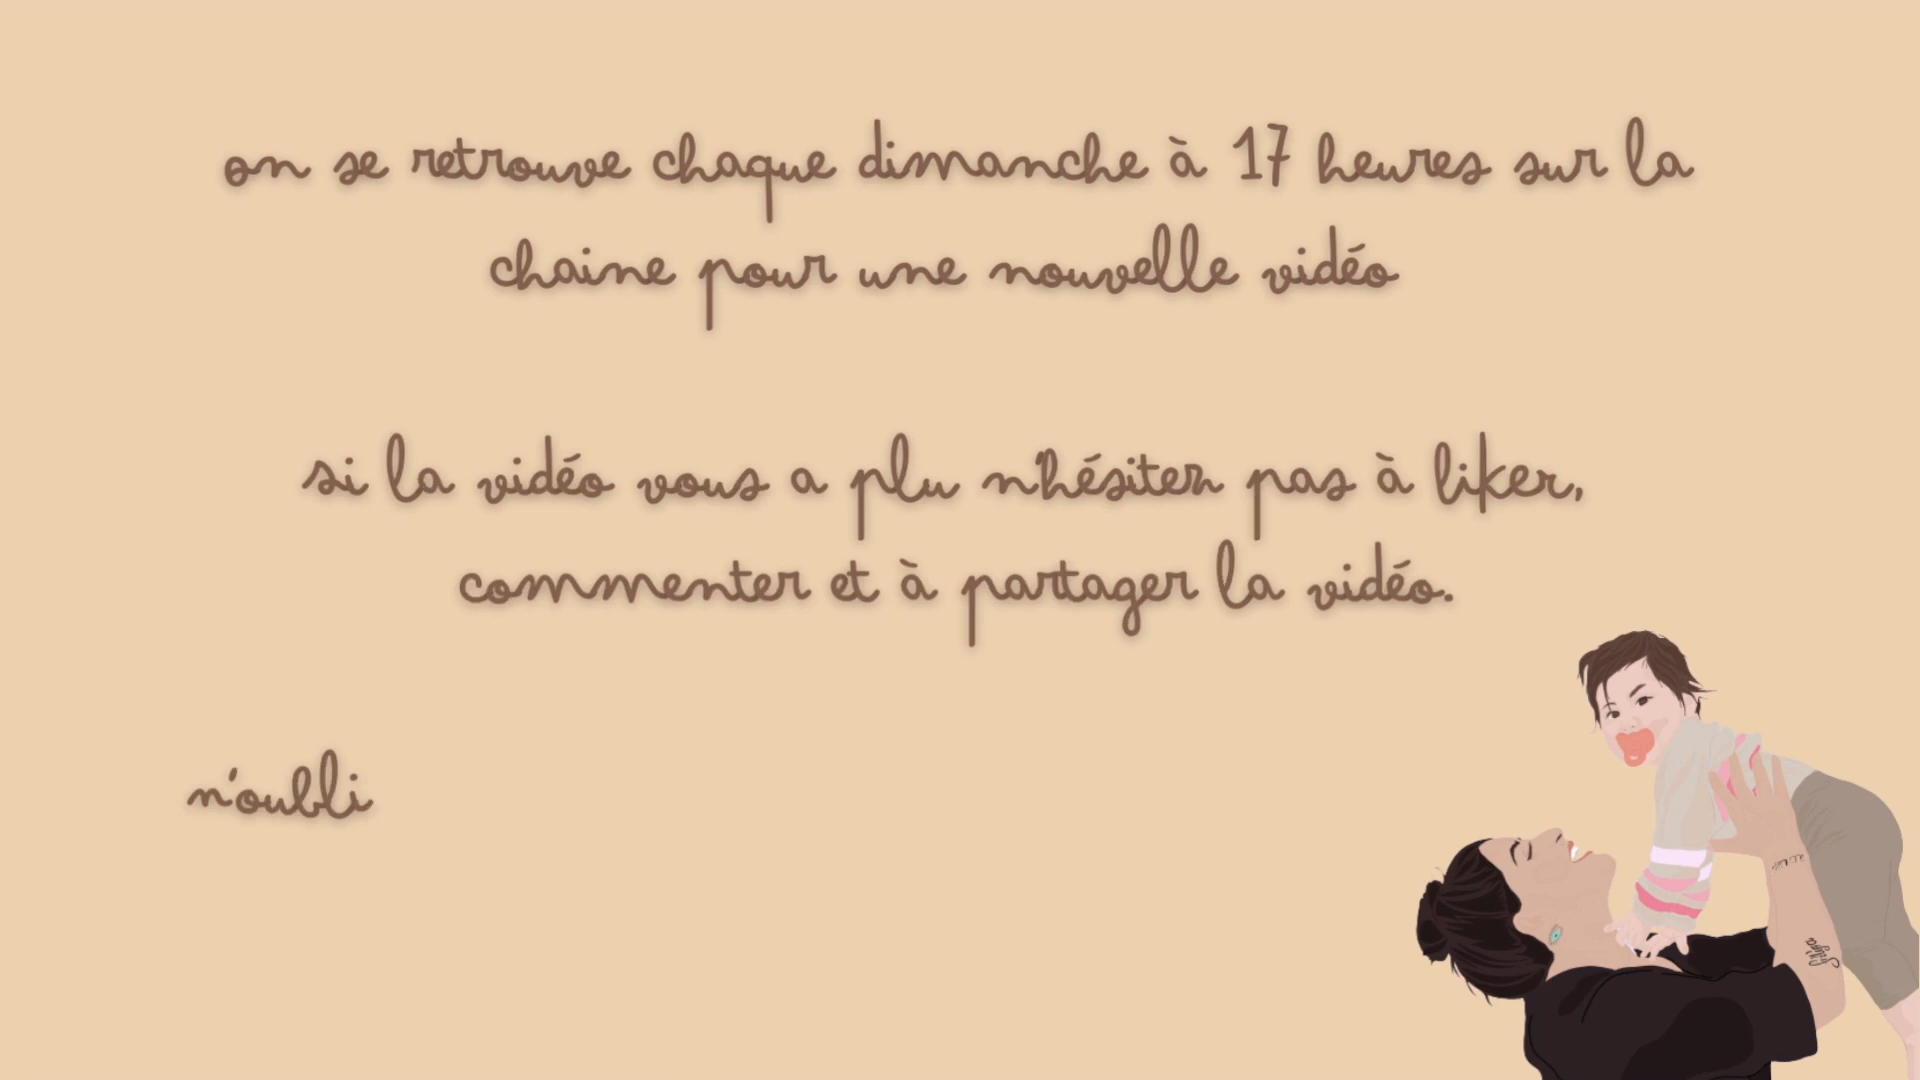 on se retrouve chaque dimanche à 17 heures sur la
chaine pour une nouvelle vidéo
si la vidéo vous a plu n'hésitez pas à liker,
commenter et à partager la vidéo.
n'oubli